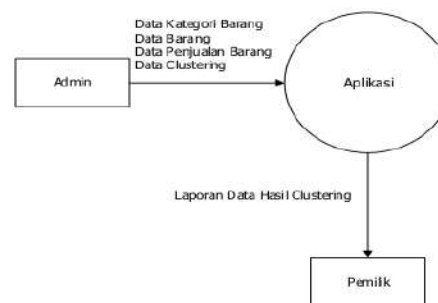 Data Kategori Barang
Data Barang
Data Penjualan Barang
Data Clustering
Admin
Aplikasi
Laporan Data Hasil Clustering
Pemilik